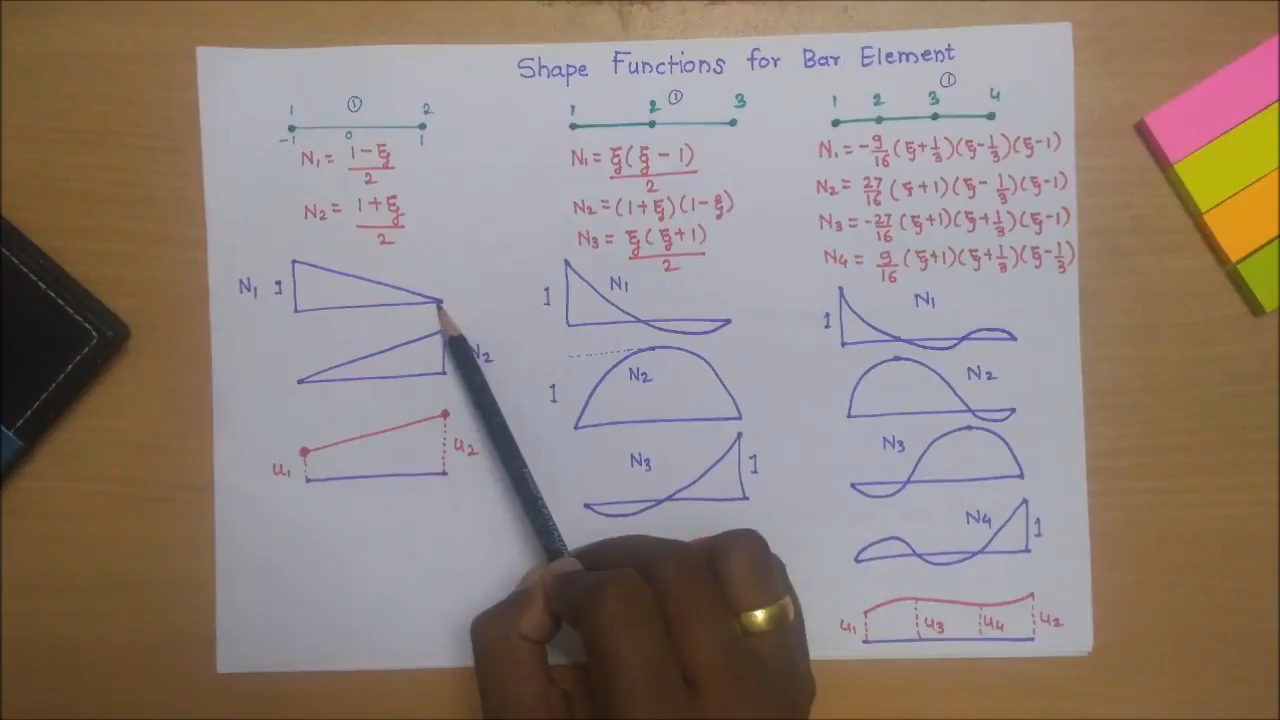 Shape Functions for Bar Element
1 ① 2
-1 0 1
N₁ = 1-ξ/2
N₂ = 1+ξ/2
N₁ 1
N₂
u₁ u₂
1 2 ① 3
N₁ = ξ(ξ-1)/2
N₂ = (1+ξ)(1-ξ)
N₃ = ξ(ξ+1)/2
1 N₁
1 N₂
N₃ 1
1 2 3 ① 4
N₁ = -9/16 (ξ+1/3)(ξ-1/3)(ξ-1)
N₂ = 27/16 (ξ+1)(ξ-1/3)(ξ-1)
N₃ = -27/16 (ξ+1)(ξ+1/3)(ξ-1)
N₄ = 9/16 (ξ+1)(ξ+1/3)(ξ-1/3)
1 N₁
N₂
N₃
N₄ 1
u₁ u₃ u₄ u₂